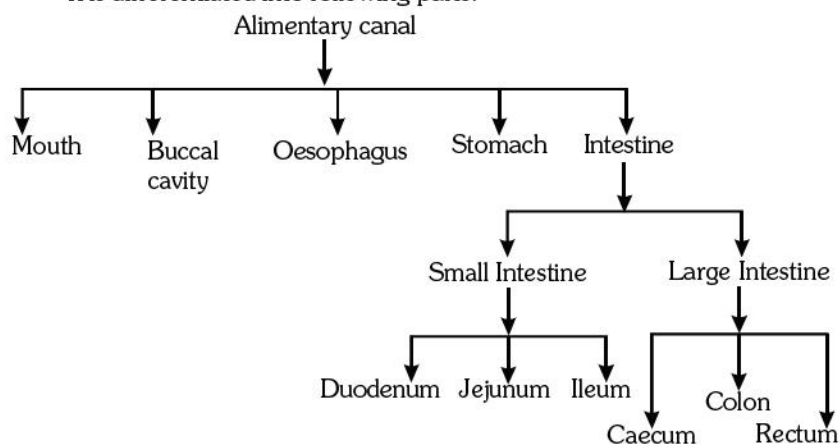 Alimentary canal
Mouth
Buccal
cavity
Oesophagus
Stomach
Intestine
Small Intestine
Large Intestine
Duodenum
Jejunum
Ileum
Caecum
Colon
Rectum